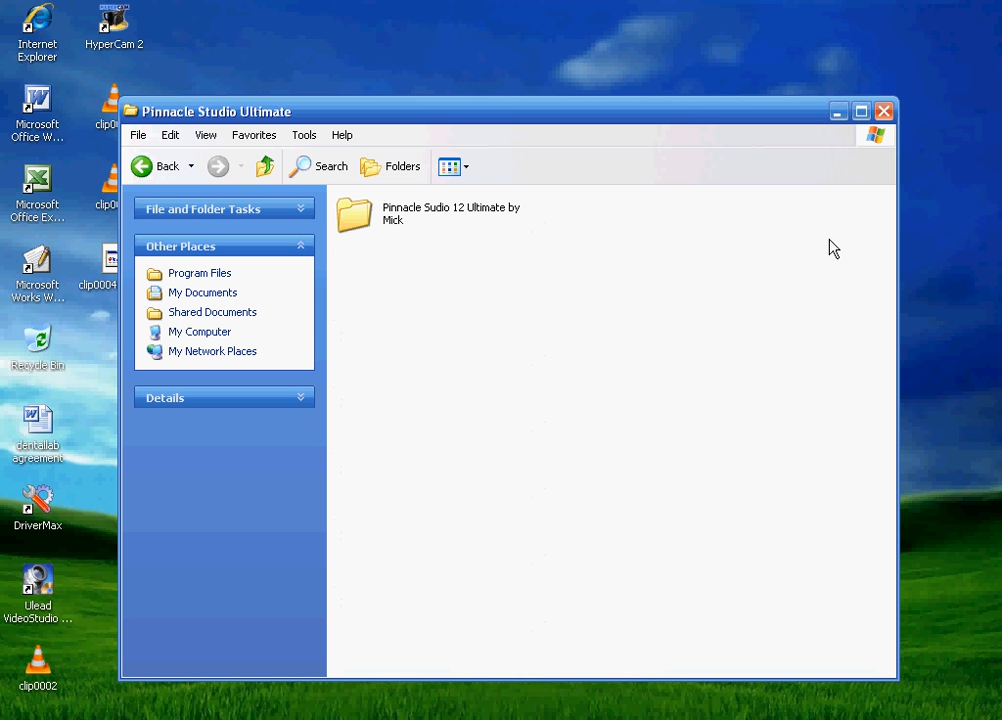 Internet
Explorer
HyperCam 2
Microsoft
Office W...
Microsoft
Office Ex...
Microsoft
Works W...
clip0004
Recycle Bin
dentallab
agreement
DriverMax
Ulead
VideoStudio ...
clip0002
Pinnacle Studio Ultimate
File Edit View Favorites Tools Help
Back Search Folders
File and Folder Tasks
Other Places
Program Files
My Documents
Shared Documents
My Computer
My Network Places
Details
Pinnacle Sudio 12 Ultimate by
Mick